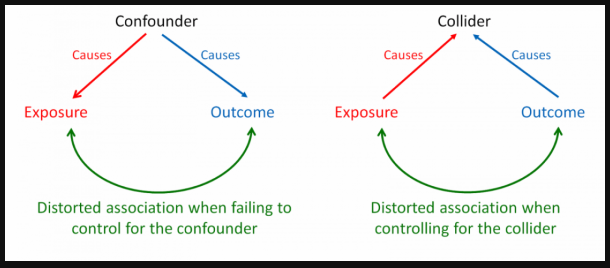 Confounder
Causes
Causes
Exposure
Outcome
Distorted association when failing to
control for the confounder
Collider
Causes
Causes
Exposure
Outcome
Distorted association when
controlling for the collider